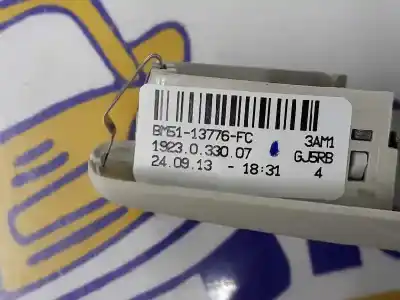 BM51-13776-FC 3AM1
1923.0.330.07 GJ5RB
24.09.13 - 18:31 4